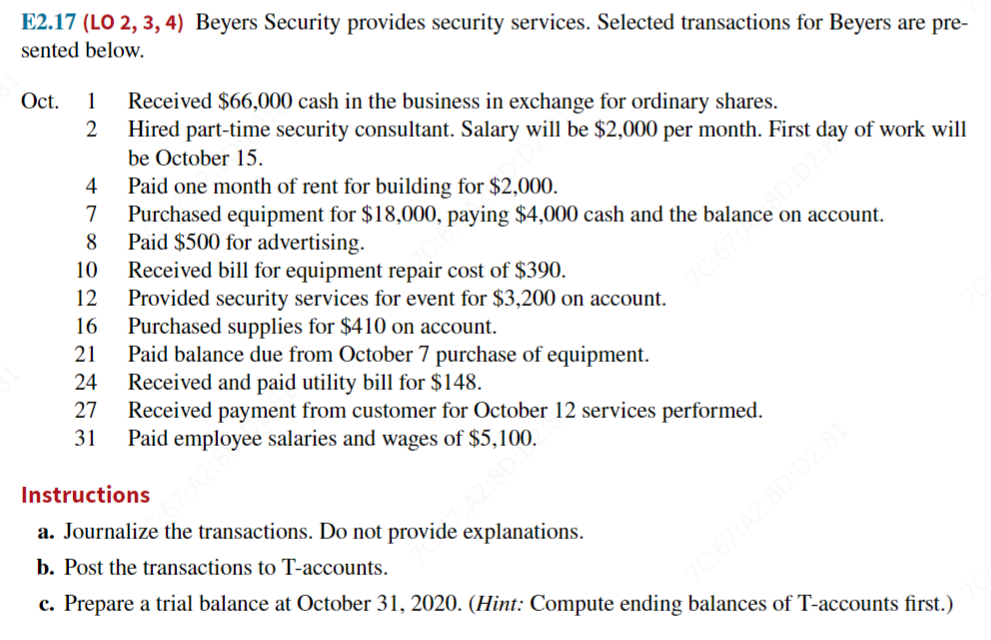 E2.17 (LO 2, 3, 4) Beyers Security provides security services. Selected transactions for Beyers are pre-
sented below.
Oct. 1 Received $66,000 cash in the business in exchange for ordinary shares.
2 Hired part-time security consultant. Salary will be $2,000 per month. First day of work will
be October 15.
4 Paid one month of rent for building for $2,000.
7 Purchased equipment for $18,000, paying $4,000 cash and the balance on account.
8 Paid $500 for advertising.
10 Received bill for equipment repair cost of $390.
12 Provided security services for event for $3,200 on account.
16 Purchased supplies for $410 on account.
21 Paid balance due from October 7 purchase of equipment.
24 Received and paid utility bill for $148.
27 Received payment from customer for October 12 services performed.
31 Paid employee salaries and wages of $5,100.
Instructions
a. Journalize the transactions. Do not provide explanations.
b. Post the transactions to T-accounts.
c. Prepare a trial balance at October 31, 2020. (Hint: Compute ending balances of T-accounts first.)
7C:67:A2:8D:D2:81